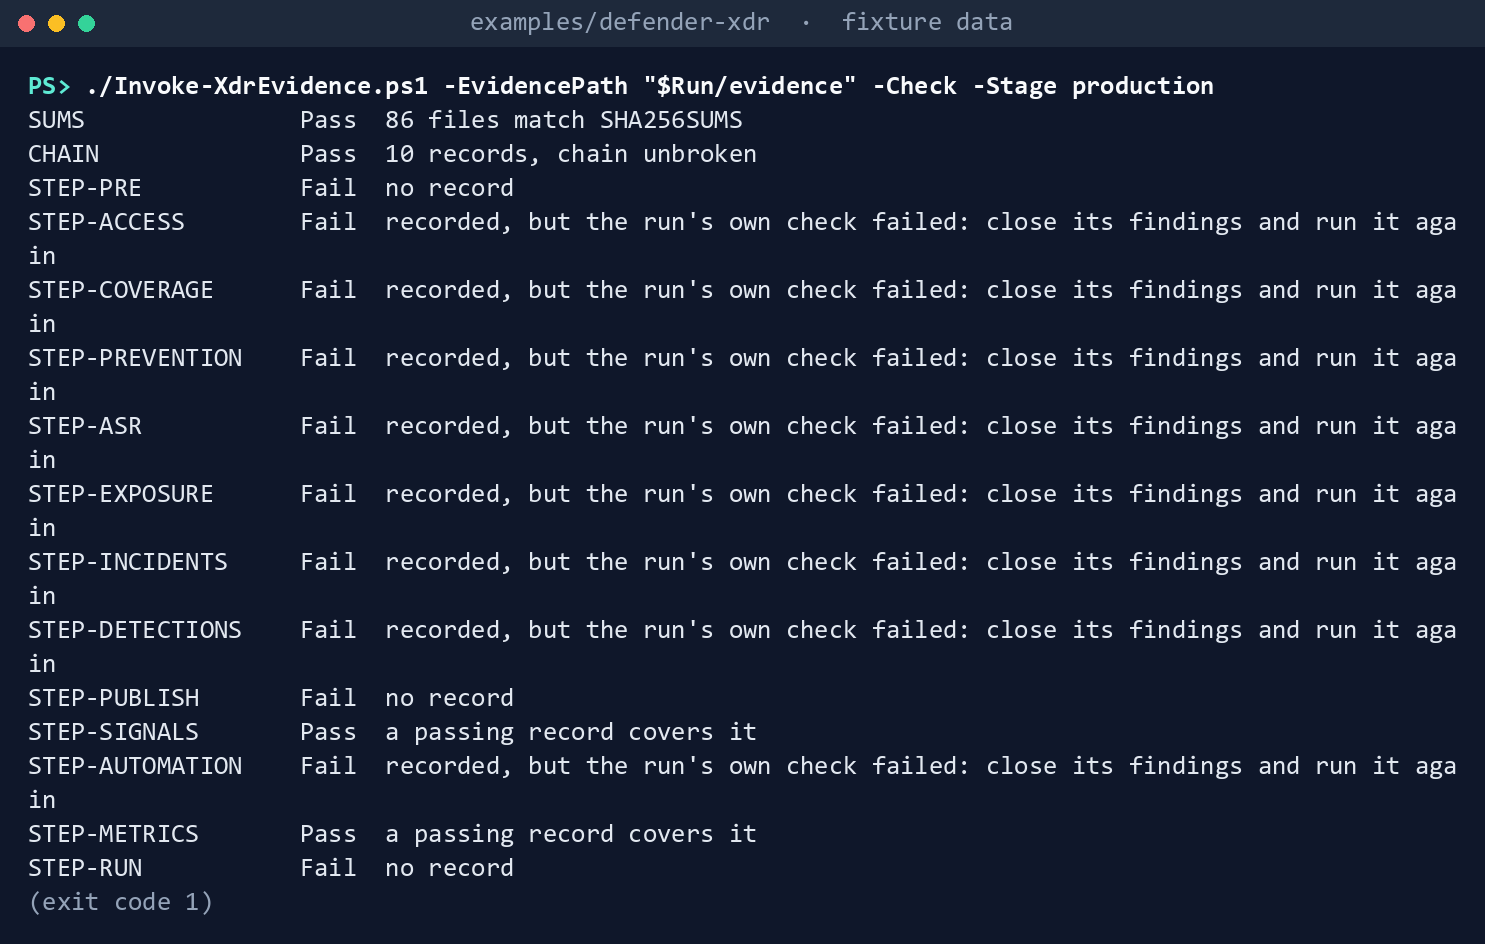 examples/defender-xdr · fixture data
PS> ./Invoke-XdrEvidence.ps1 -EvidencePath "$Run/evidence" -Check -Stage production
SUMS Pass 86 files match SHA256SUMS
CHAIN Pass 10 records, chain unbroken
STEP-PRE Fail no record
STEP-ACCESS Fail recorded, but the run's own check failed: close its findings and run it aga
in
STEP-COVERAGE Fail recorded, but the run's own check failed: close its findings and run it aga
in
STEP-PREVENTION Fail recorded, but the run's own check failed: close its findings and run it aga
in
STEP-ASR Fail recorded, but the run's own check failed: close its findings and run it aga
in
STEP-EXPOSURE Fail recorded, but the run's own check failed: close its findings and run it aga
in
STEP-INCIDENTS Fail recorded, but the run's own check failed: close its findings and run it aga
in
STEP-DETECTIONS Fail recorded, but the run's own check failed: close its findings and run it aga
in
STEP-PUBLISH Fail no record
STEP-SIGNALS Pass a passing record covers it
STEP-AUTOMATION Fail recorded, but the run's own check failed: close its findings and run it aga
in
STEP-METRICS Pass a passing record covers it
STEP-RUN Fail no record
(exit code 1)